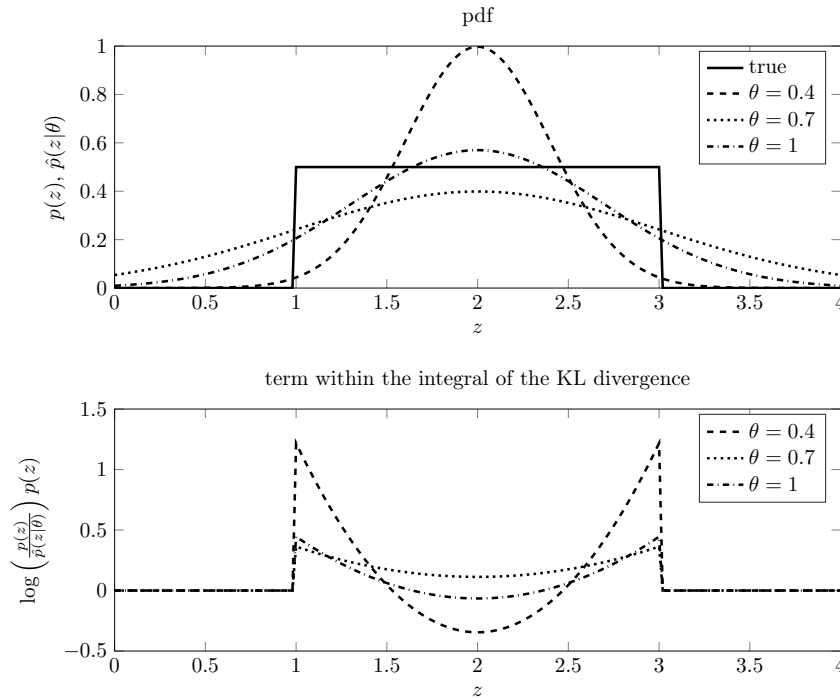 pdf
1
0.8
0.6
0.4
0.2
0
p(z), p̂(z|θ)
true
θ = 0.4
θ = 0.7
θ = 1
0 0.5 1 1.5 2 2.5 3 3.5 4
z
term within the integral of the KL divergence
1.5
1
0.5
0
−0.5
log (p(z)/p̂(z|θ)) p(z)
θ = 0.4
θ = 0.7
θ = 1
0 0.5 1 1.5 2 2.5 3 3.5 4
z